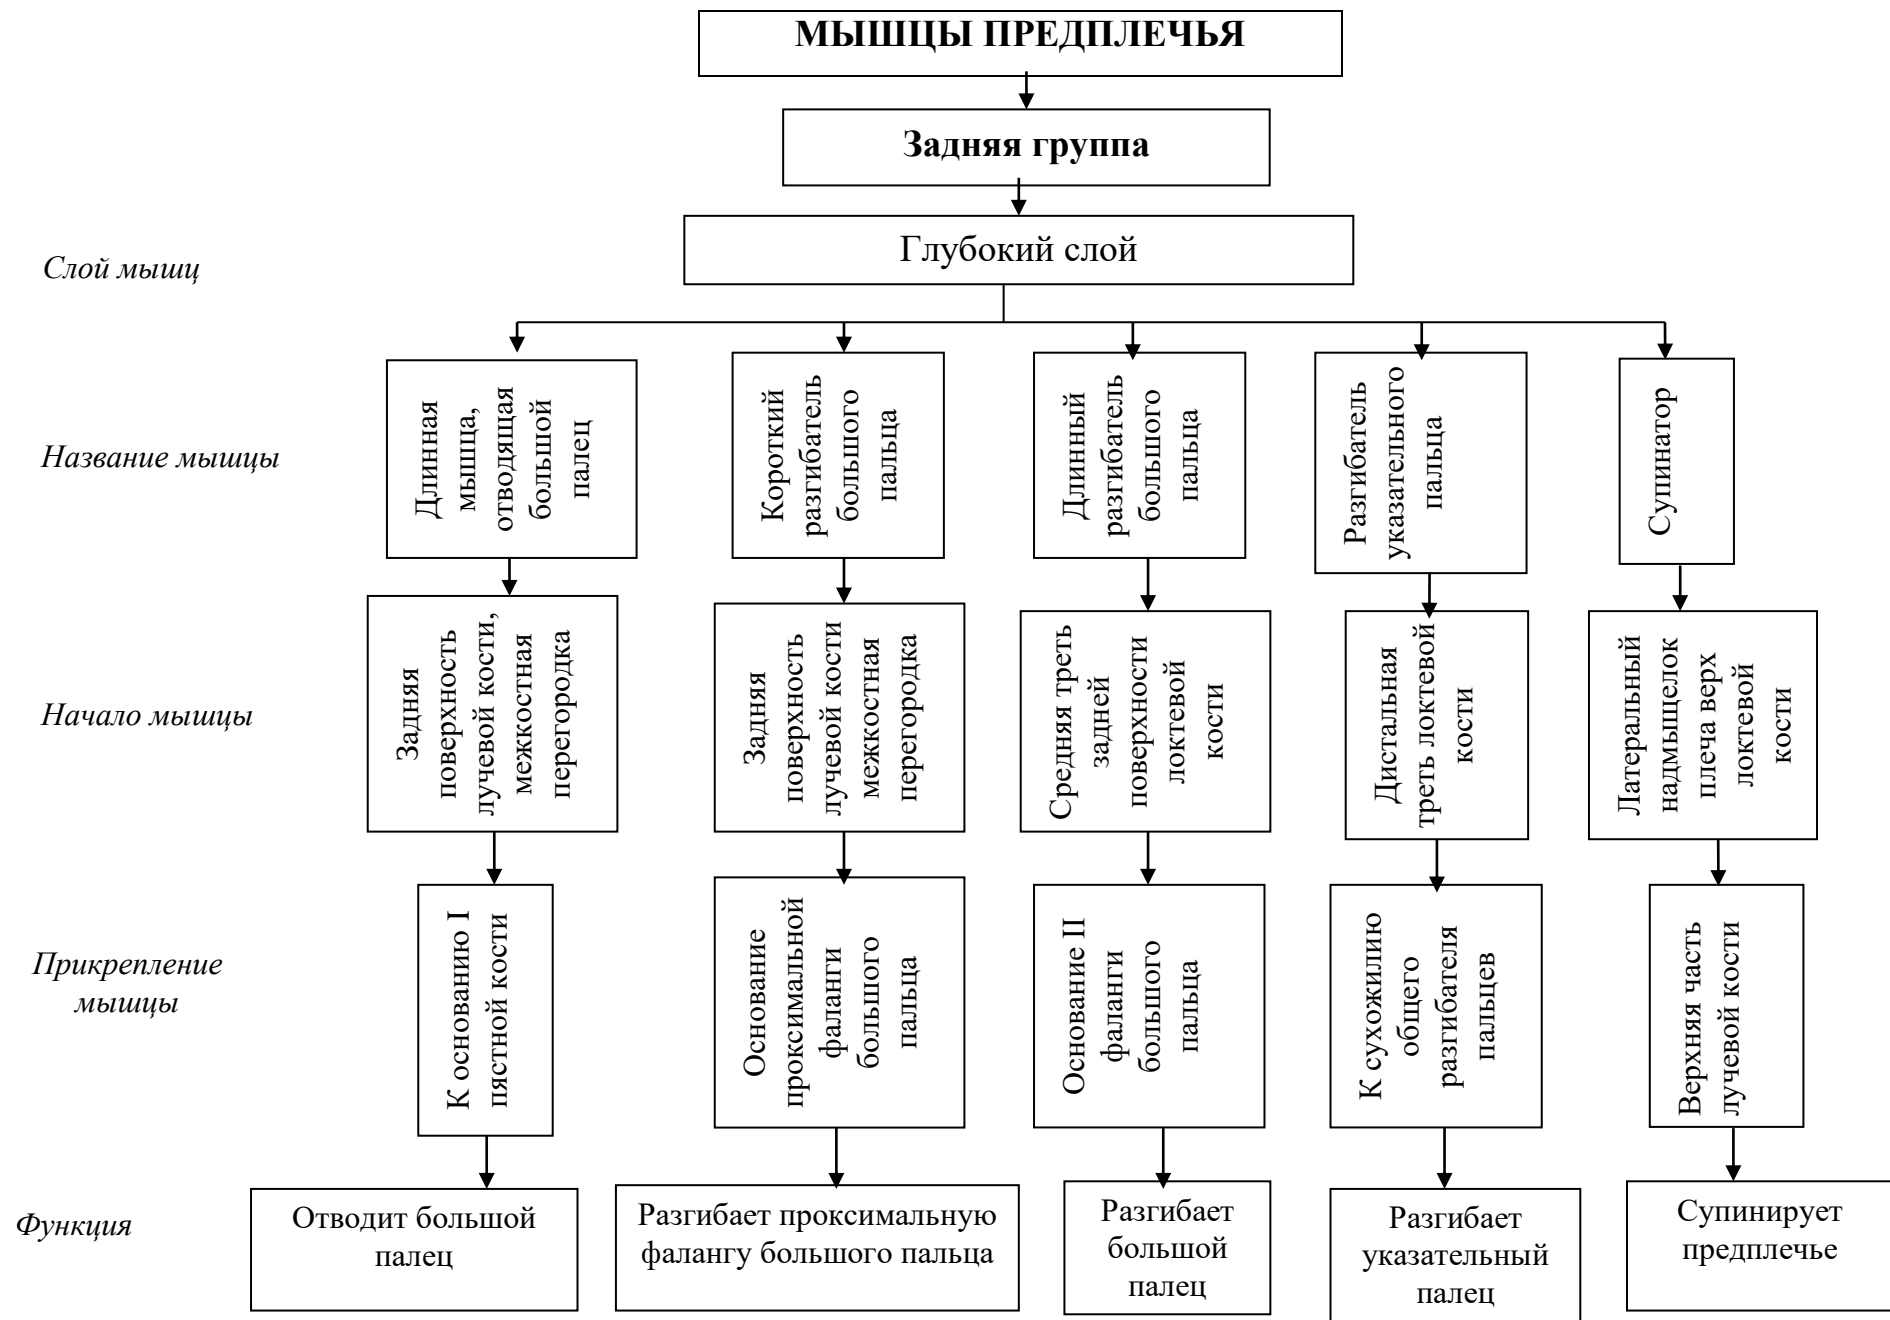 МЫШЦЫ ПРЕДПЛЕЧЬЯ
Задняя группа
Слой мышц
Глубокий слой
Название мышцы
Длинная
мышца,
отводящая
большой
палец
Короткий
разгибатель
большого
пальца
Длинный
разгибатель
большого
пальца
Разгибатель
указательного
пальца
Супинатор
Начало мышцы
Задняя
поверхность
лучевой кости,
межкостная
перегородка
Задняя
поверхность
лучевой кости
межкостная
перегородка
Средняя треть
задней
поверхности
локтевой
кости
Дистальная
треть локтевой
кости
Латеральный
надмыщелок
плеча верх
локтевой
кости
Прикрепление
мышцы
К основанию I
пястной кости
Основание
проксимальной
фаланги
большого
пальца
Основание II
фаланги
большого
пальца
К сухожилию
общего
разгибателя
пальцев
Верхняя часть
лучевой кости
Функция
Отводит большой
палец
Разгибает проксимальную
фалангу большого пальца
Разгибает
большой
палец
Разгибает
указательный
палец
Супинирует
предплечье